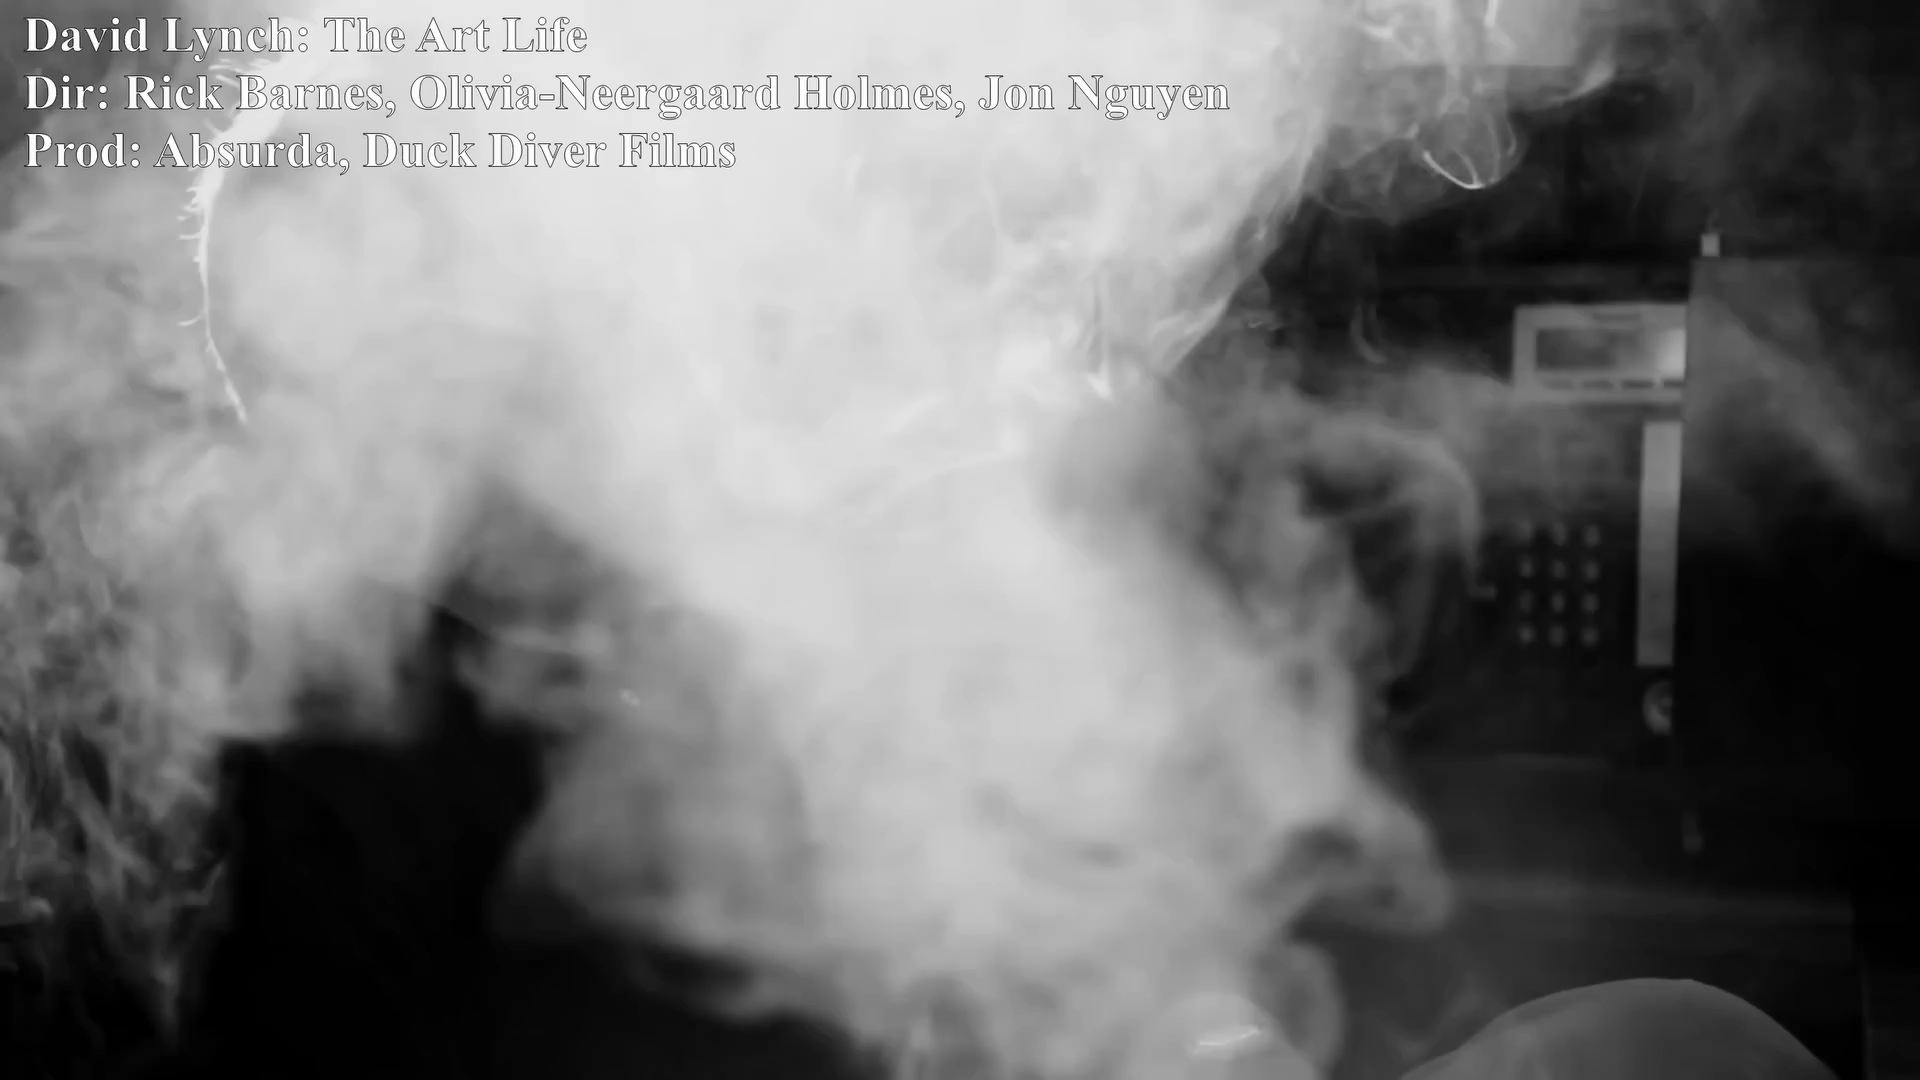 David Lynch: The Art Life
Dir: Rick Barnes, Olivia-Neergaard Holmes, Jon Nguyen
Prod: Absurda, Duck Diver Films